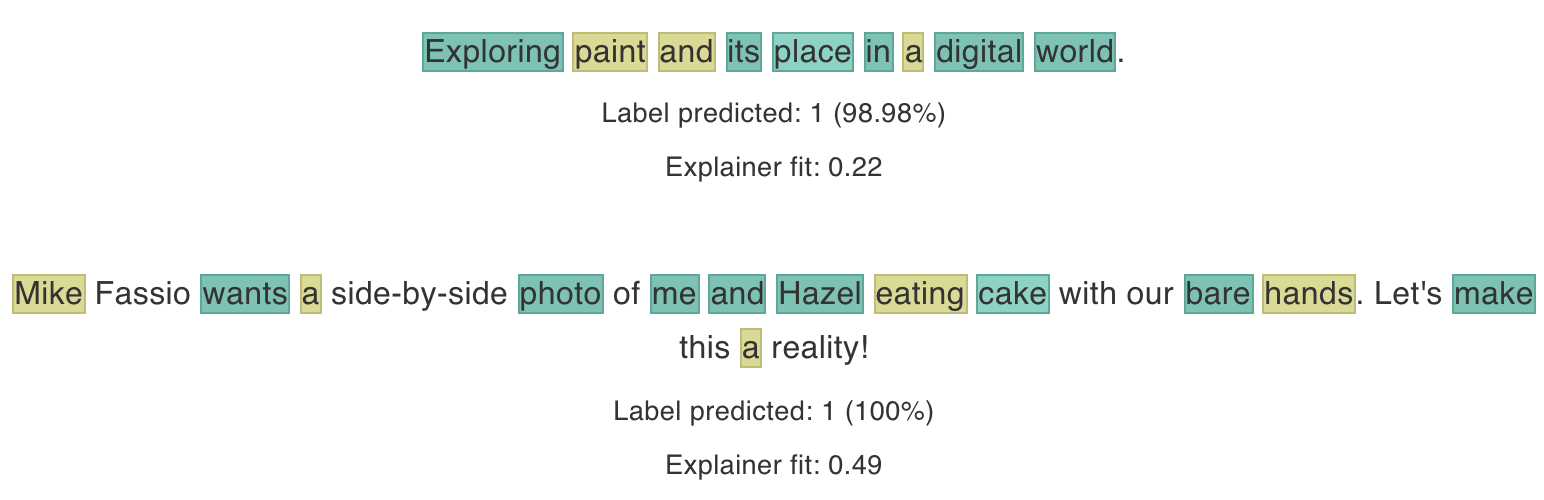 Exploring paint and its place in a digital world.
Label predicted: 1 (98.98%)
Explainer fit: 0.22
Mike Fassio wants a side-by-side photo of me and Hazel eating cake with our bare hands. Let's make
this a reality!
Label predicted: 1 (100%)
Explainer fit: 0.49